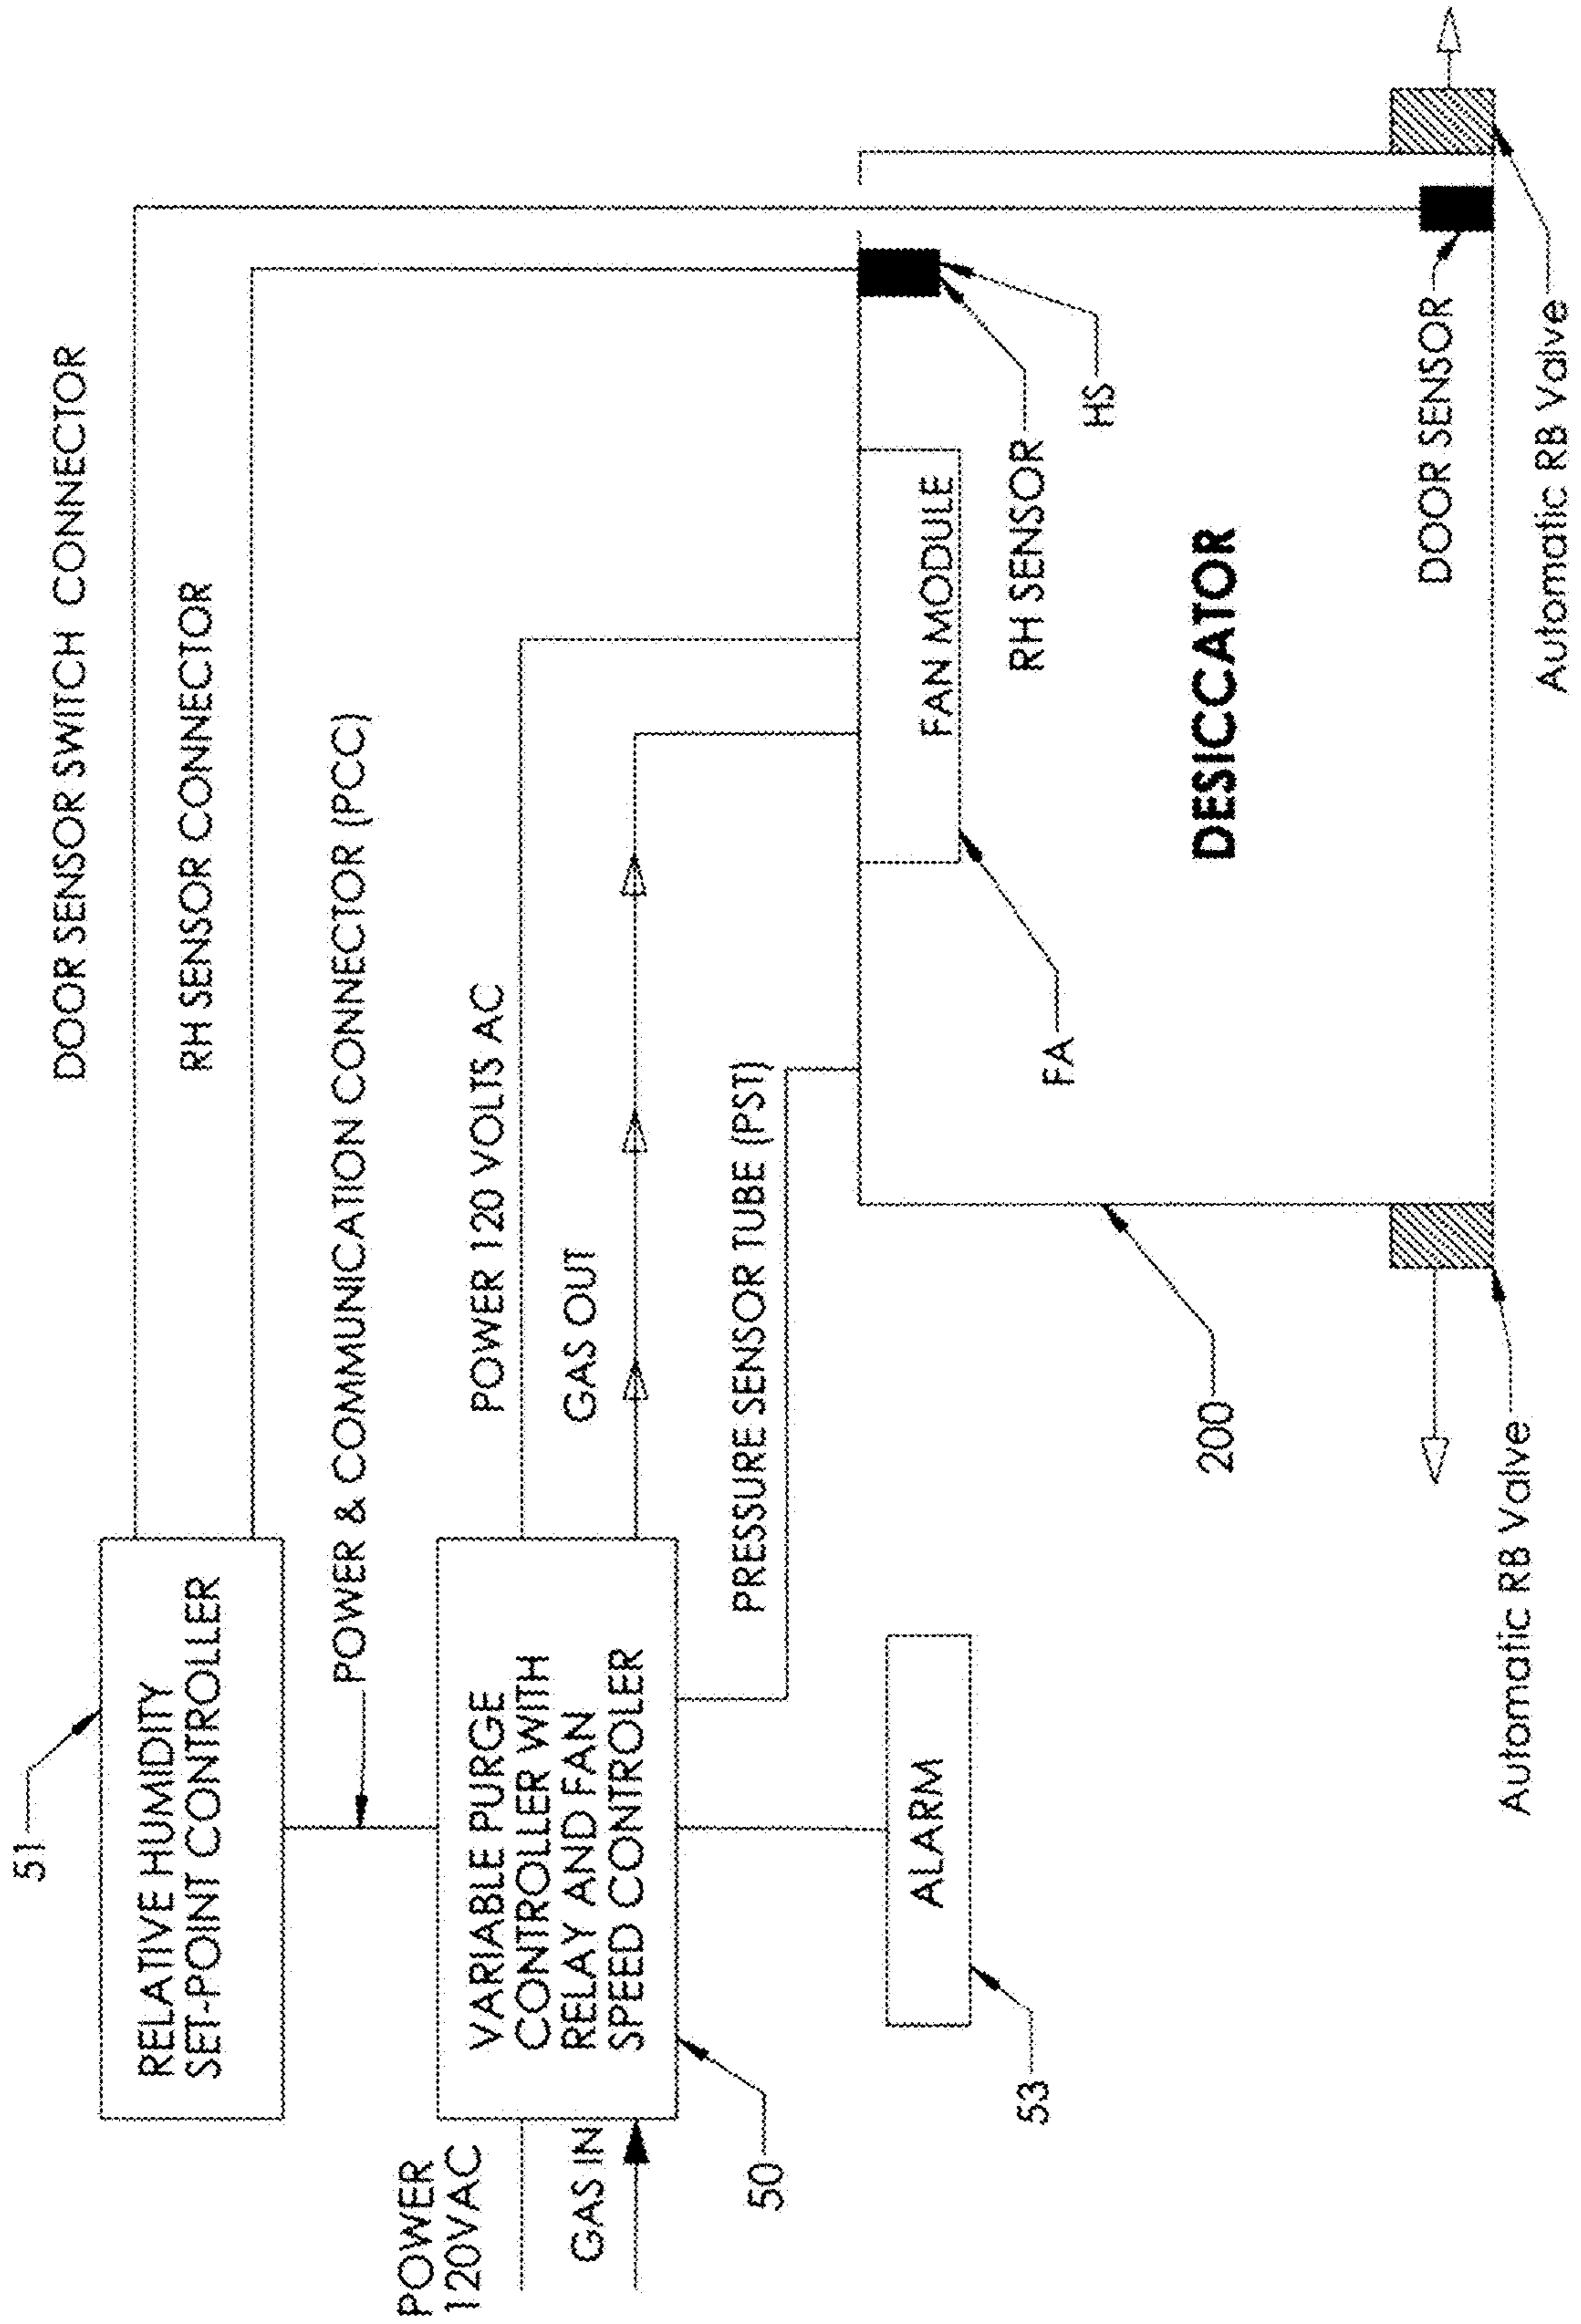 51
RELATIVE HUMIDITY
SET-POINT CONTROLLER
DOOR SENSOR SWITCH CONNECTOR
RH SENSOR CONNECTOR
POWER & COMMUNICATION CONNECTOR (PCC)
POWER
120VAC
GAS IN
VARIABLE PURGE
CONTROLLER WITH
RELAY AND FAN
SPEED CONTROLER
50
POWER 120 VOLTS AC
GAS OUT
PRESSURE SENSOR TUBE (PST)
ALARM
53
FAN MODULE
FA
RH SENSOR
HS
DESICCATOR
200
DOOR SENSOR
Automatic RB Valve
Automatic RB Valve